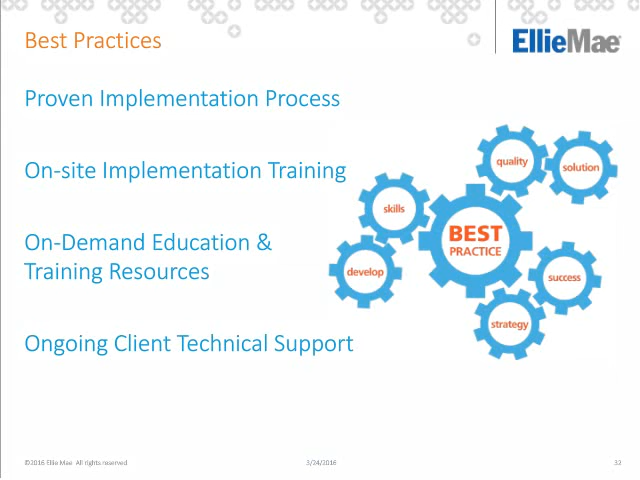 Best Practices
EllieMae
Proven Implementation Process
On-site Implementation Training
On-Demand Education &
Training Resources
Ongoing Client Technical Support
quality
solution
skills
BEST
PRACTICE
develop
success
strategy
©2016 Ellie Mae All rights reserved
3/24/2016
32